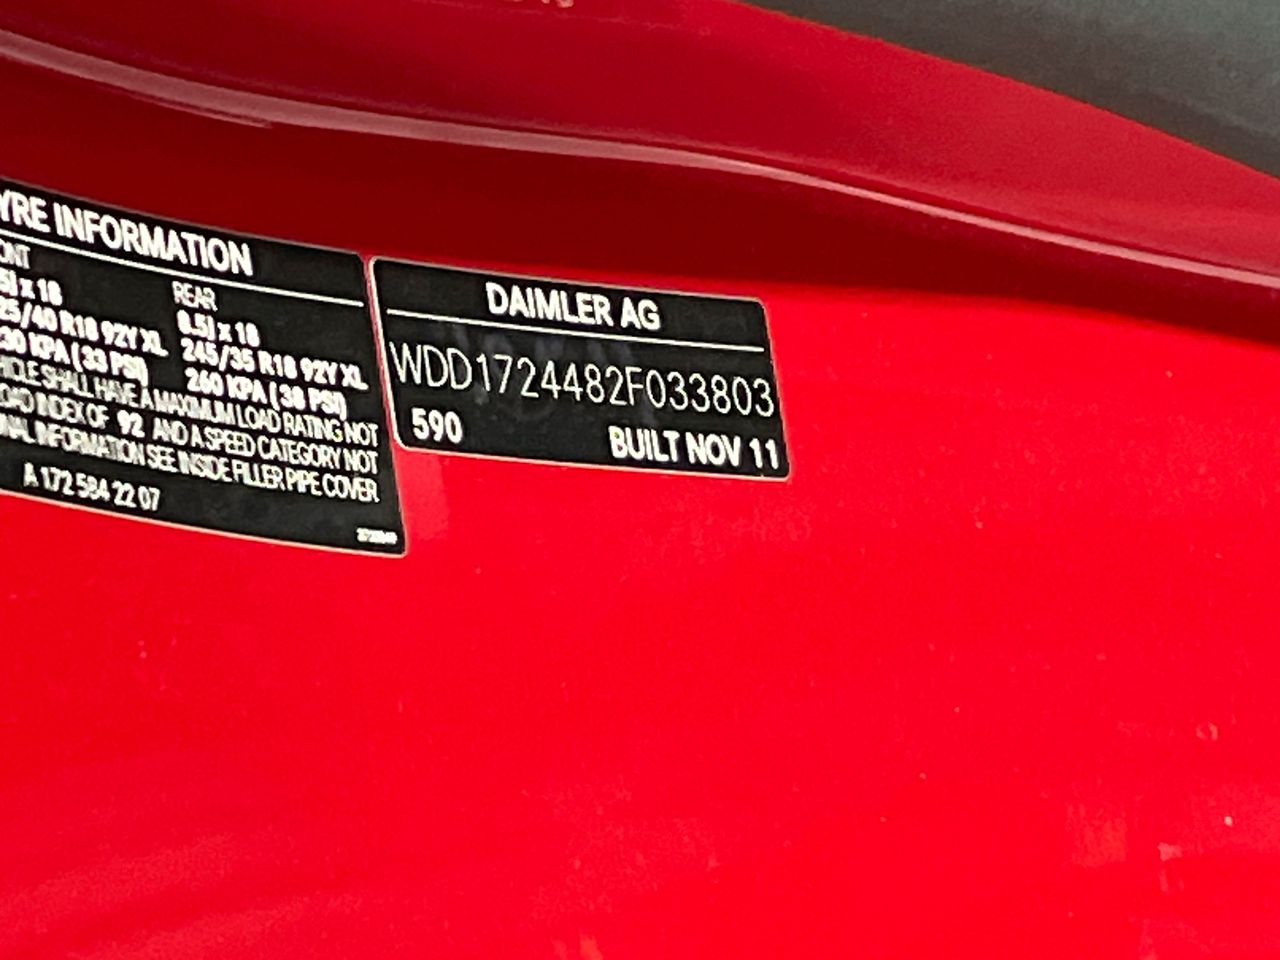 YRE INFORMATION
ONT
REAR
5J x 18
8.5J x 18
25/40 R18 92Y XL
245/35 R18 92Y XL
230 KPA (33 PSI)
260 KPA (38 PSI)
HICLE SHALL HAVE A MAXIMUM LOAD RATING NOT
OAD INDEX OF 92 AND A SPEED CATEGORY NOT
NAL INFORMATION SEE INSIDE FILLER PIPE COVER
A 172 584 22 07
DAIMLER AG
WDD1724482F033803
590
BUILT NOV 11